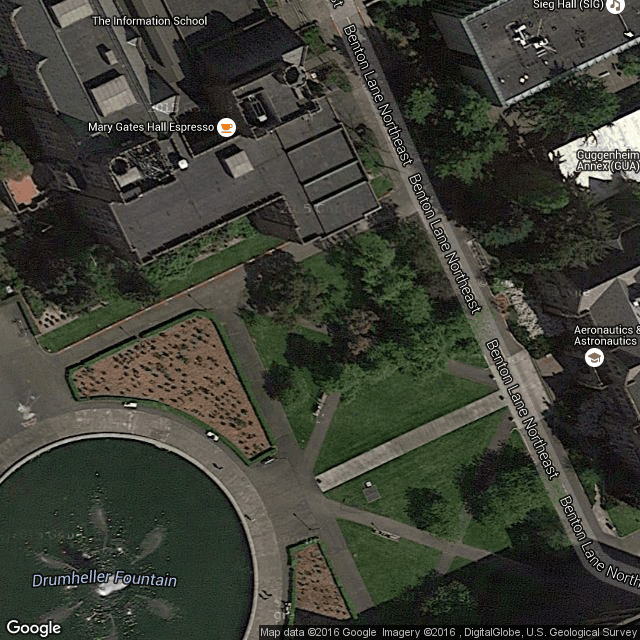 Sieg Hall (SIG)
The Information School
Benton Lane Northeast
Mary Gates Hall Espresso
Guggenheim
Annex (GUA)
Benton Lane Northeast
Aeronautics &
Astronautics
Benton Lane Northeast
Benton Lane North
Drumheller Fountain
Google
Map data ©2016 Google Imagery ©2016 , DigitalGlobe, U.S. Geological Survey